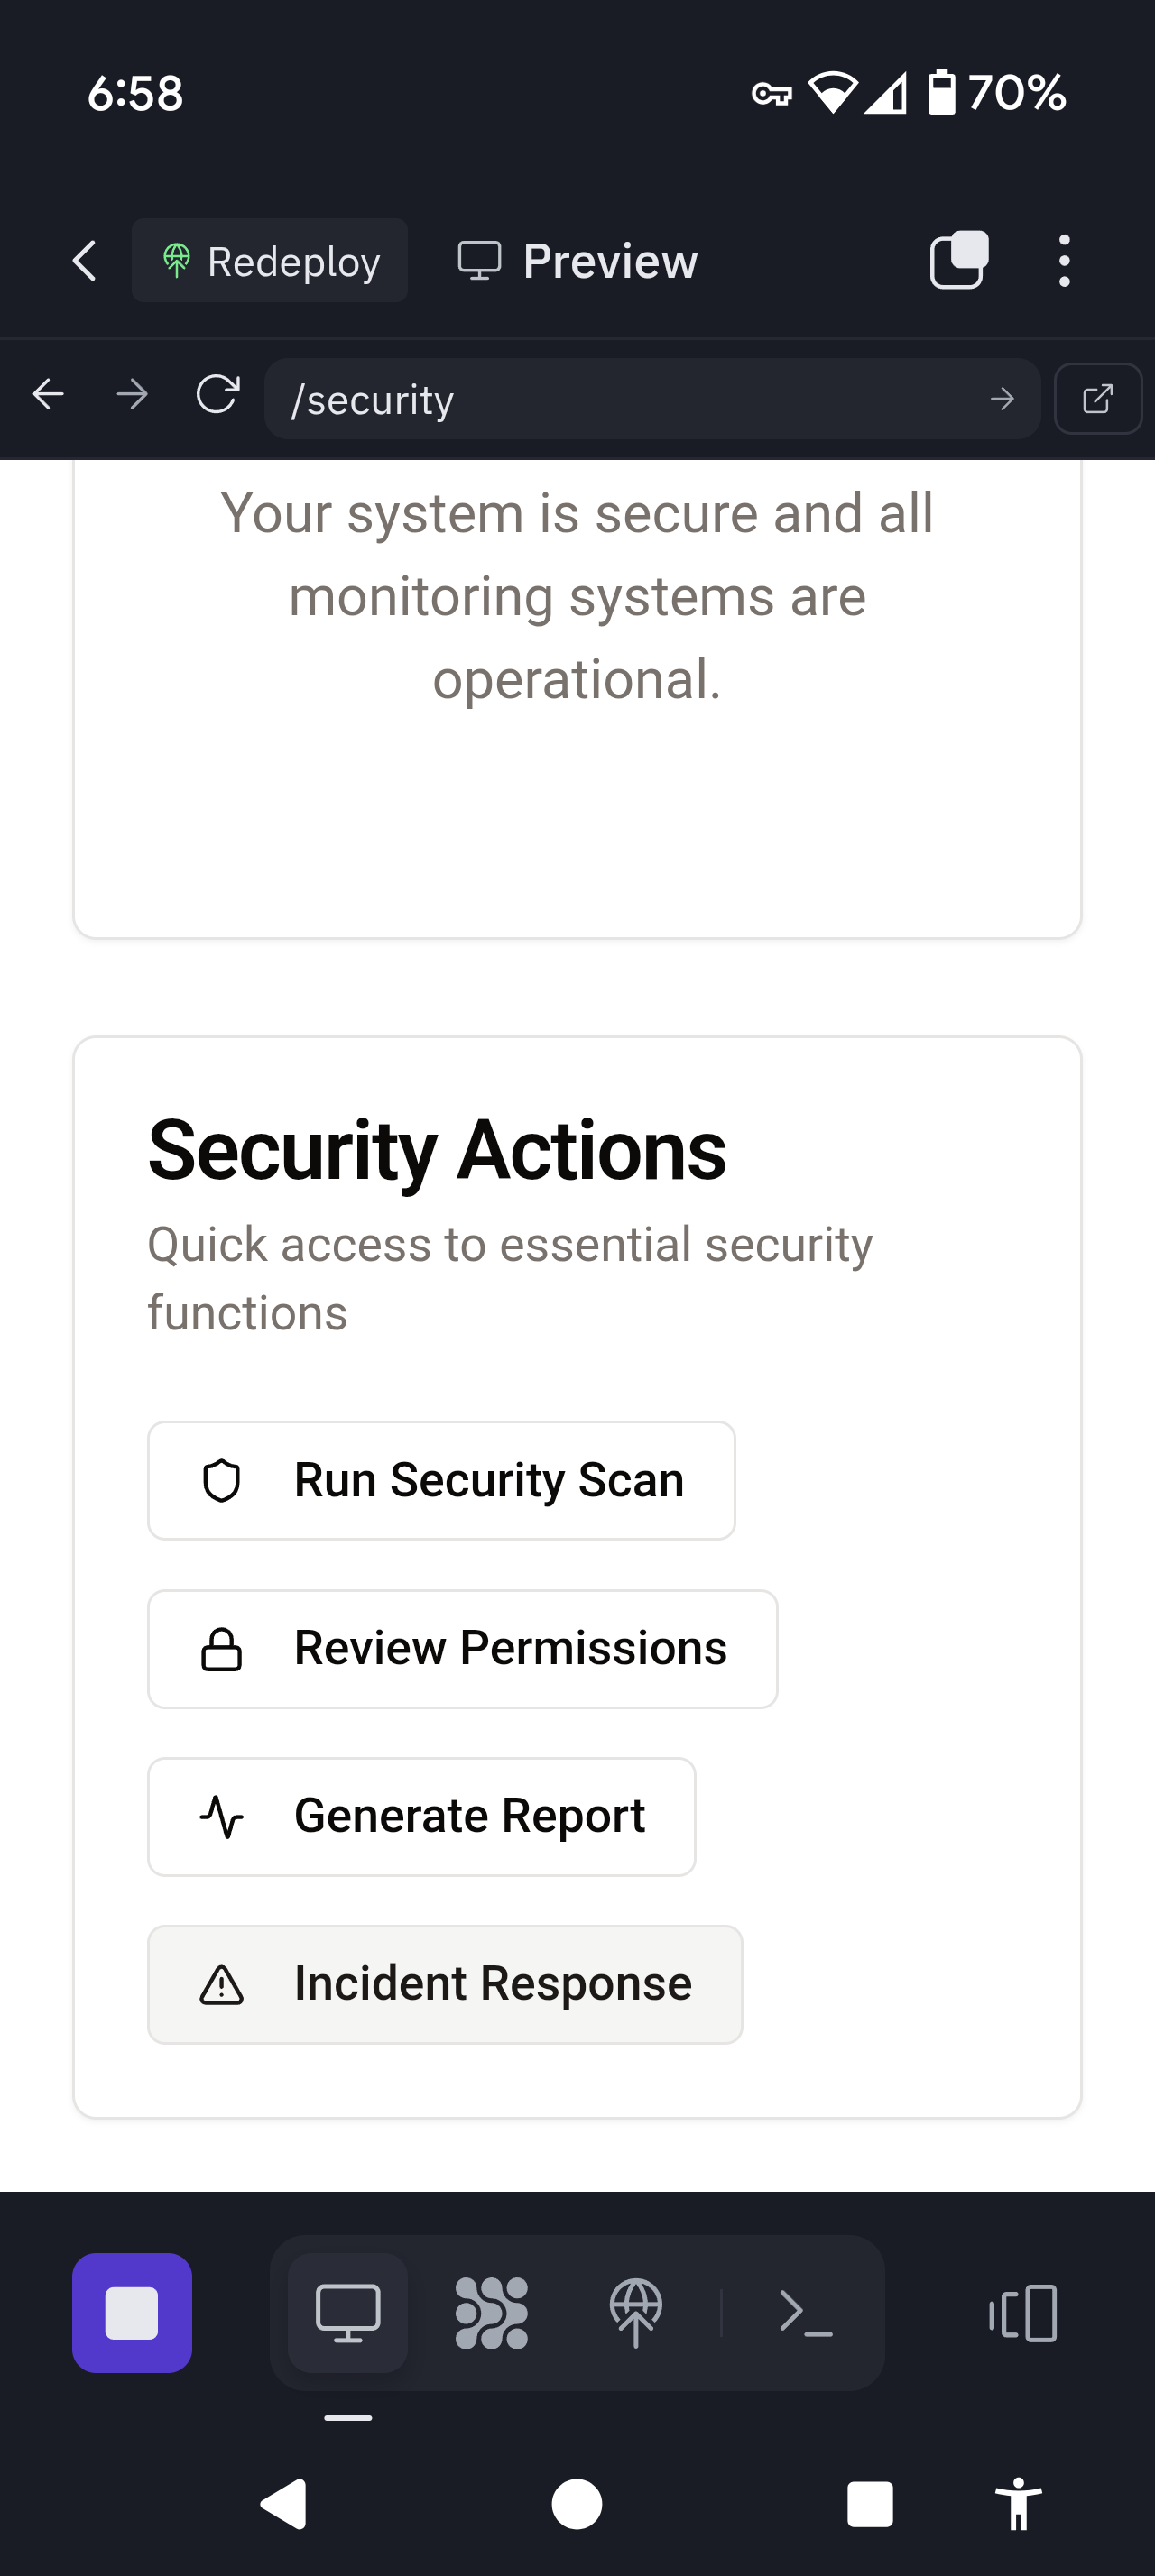 6:58
70%
Redeploy
Preview
/security
Your system is secure and all
monitoring systems are
operational.
Security Actions
Quick access to essential security
functions
Run Security Scan
Review Permissions
Generate Report
Incident Response